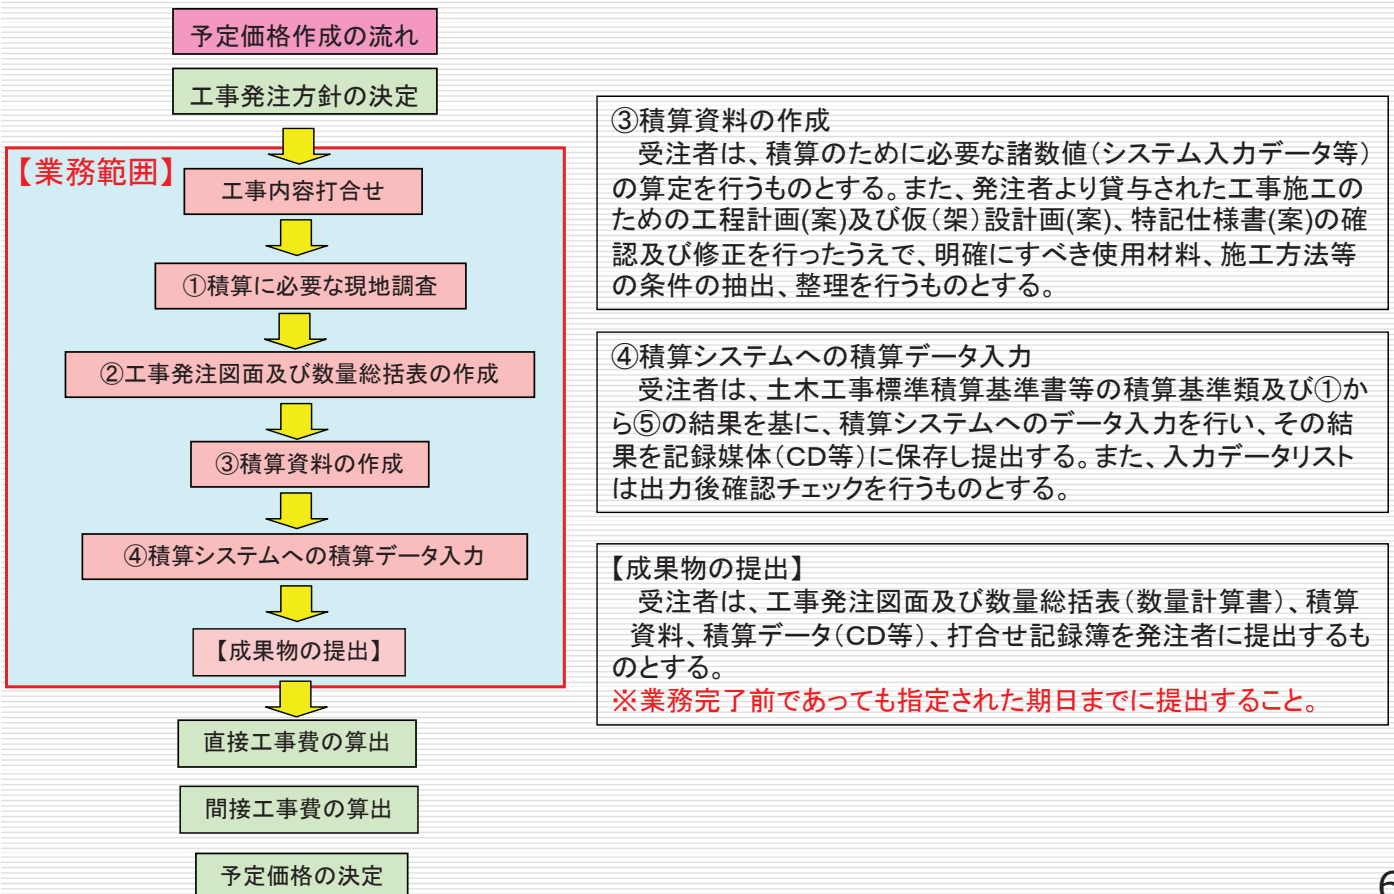 予定価格作成の流れ
工事発注方針の決定
【業務範囲】
工事内容打合せ
①積算に必要な現地調査
②工事発注図面及び数量総括表の作成
③積算資料の作成
④積算システムへの積算データ入力
【成果物の提出】
直接工事費の算出
間接工事費の算出
予定価格の決定
③積算資料の作成
受注者は、積算のために必要な諸数値（システム入力データ等）
の算定を行うものとする。また、発注者より貸与された工事施工の
ための工程計画(案)及び仮（架）設計画(案)、特記仕様書(案)の確
認及び修正を行ったうえで、明確にすべき使用材料、施工方法等
の条件の抽出、整理を行うものとする。
④積算システムへの積算データ入力
受注者は、土木工事標準積算基準書等の積算基準類及び①か
ら⑤の結果を基に、積算システムへのデータ入力を行い、その結
果を記録媒体（CD等）に保存し提出する。また、入力データリスト
は出力後確認チェックを行うものとする。
【成果物の提出】
受注者は、工事発注図面及び数量総括表（数量計算書）、積算
資料、積算データ（CD等）、打合せ記録簿を発注者に提出するも
のとする。
※業務完了前であっても指定された期日までに提出すること。
6